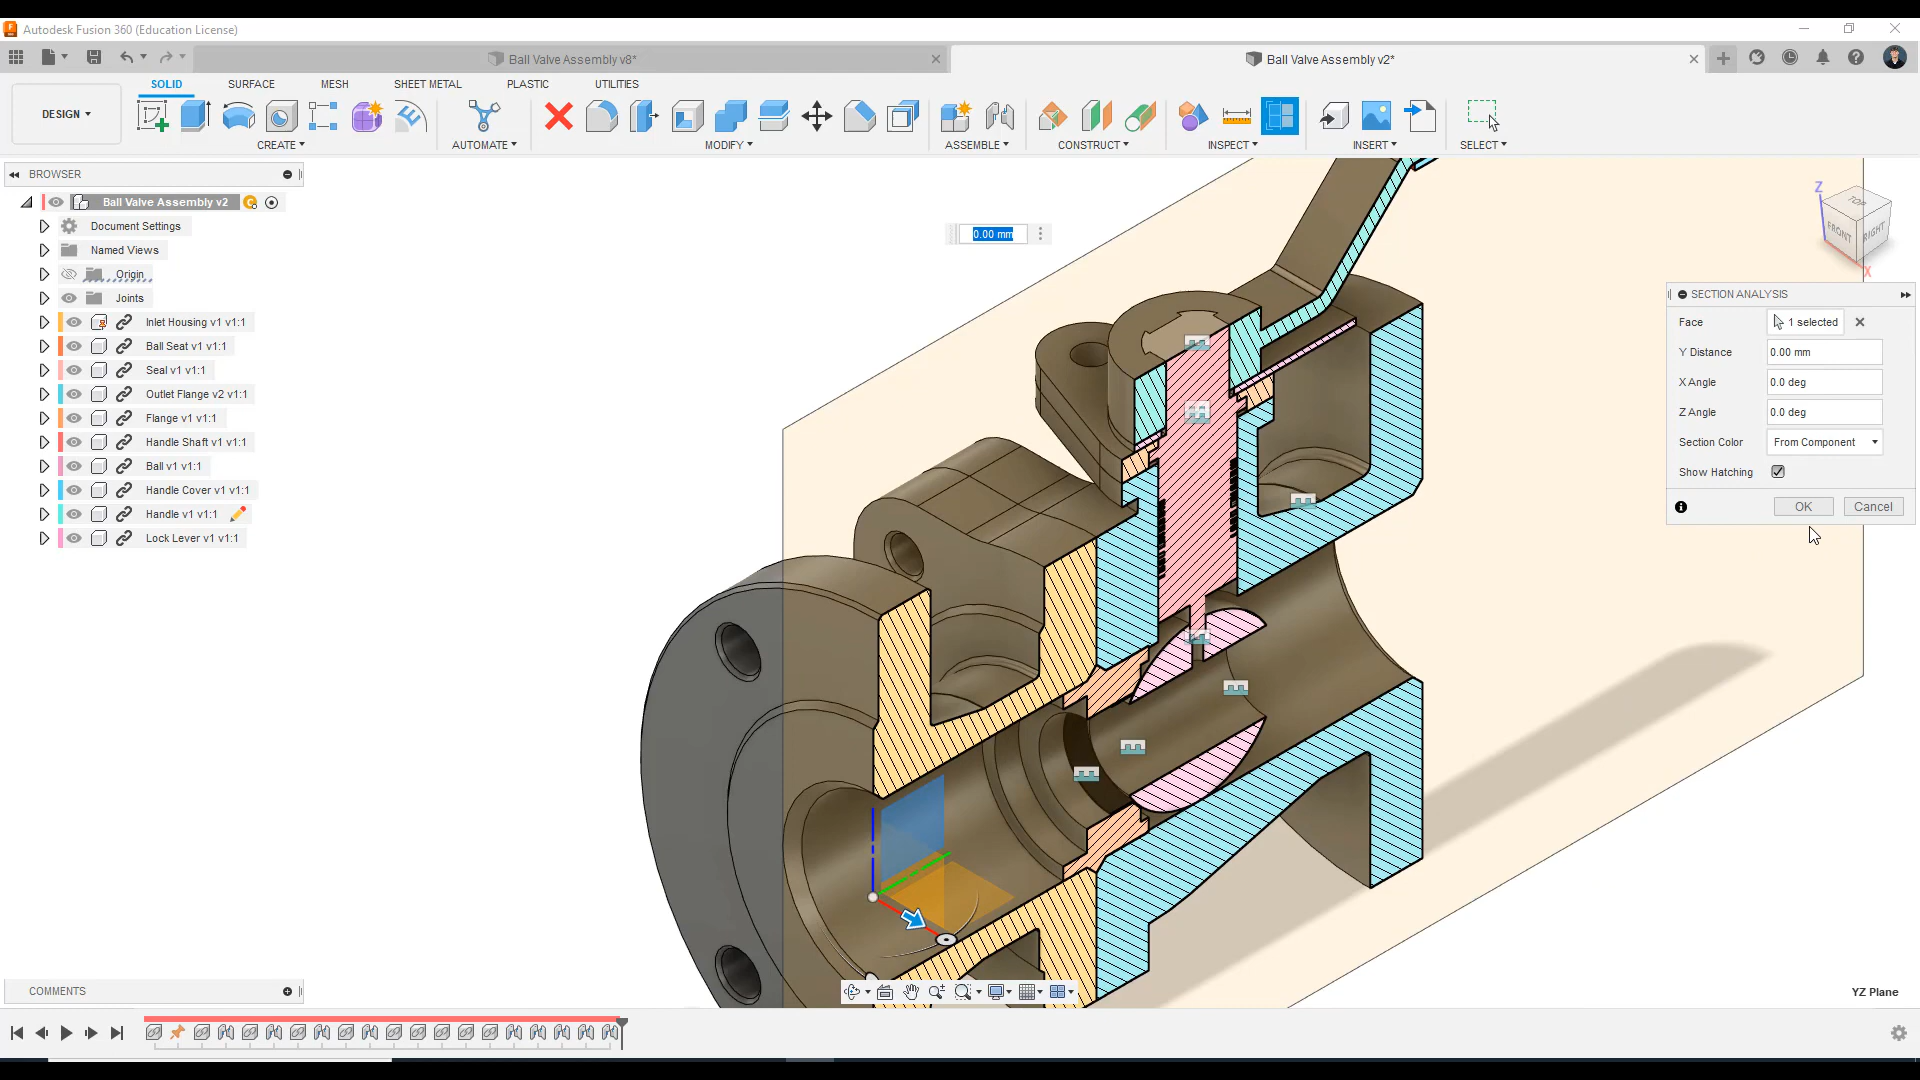 Autodesk Fusion 360 (Education License)
Ball Valve Assembly v8*
Ball Valve Assembly v2*
DESIGN
SOLID
SURFACE
MESH
SHEET METAL
PLASTIC
UTILITIES
CREATE
AUTOMATE
MODIFY
ASSEMBLE
CONSTRUCT
INSPECT
INSERT
SELECT
BROWSER
Ball Valve Assembly v2
Document Settings
Named Views
Origin
Joints
Inlet Housing v1 v1:1
Ball Seat v1 v1:1
Seal v1 v1:1
Outlet Flange v2 v1:1
Flange v1 v1:1
Handle Shaft v1 v1:1
Ball v1 v1:1
Handle Cover v1 v1:1
Handle v1 v1:1
Lock Lever v1 v1:1
0.00 mm
Z
TOP
FRONT
RIGHT
X
SECTION ANALYSIS
Face 1 selected
Y Distance 0.00 mm
X Angle 0.0 deg
Z Angle 0.0 deg
Section Color From Component
Show Hatching
OK Cancel
YZ Plane
COMMENTS